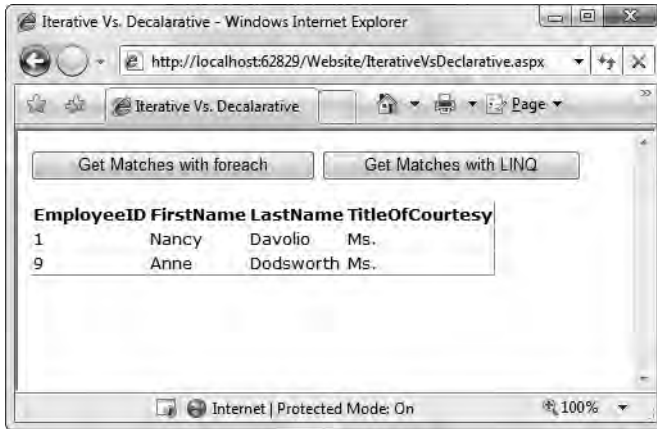 Iterative Vs. Decalarative - Windows Internet Explorer
http://localhost:62829/Website/IterativeVsDeclarative.aspx
Iterative Vs. Decalarative
Page
Get Matches with foreach Get Matches with LINQ
EmployeeID FirstName LastName TitleOfCourtesy
1 Nancy Davolio Ms.
9 Anne Dodsworth Ms.
Internet | Protected Mode: On 100%